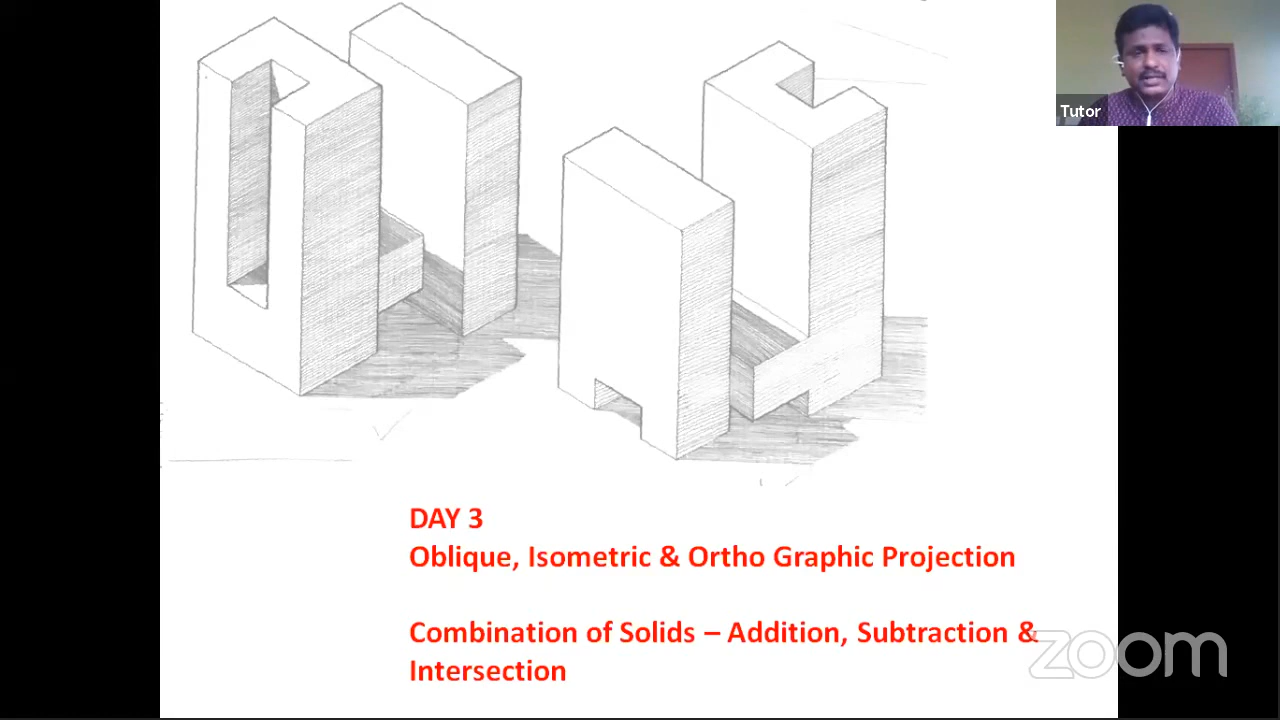 Tutor
DAY 3
Oblique, Isometric & Ortho Graphic Projection
Combination of Solids – Addition, Subtraction &
Intersection
zoom